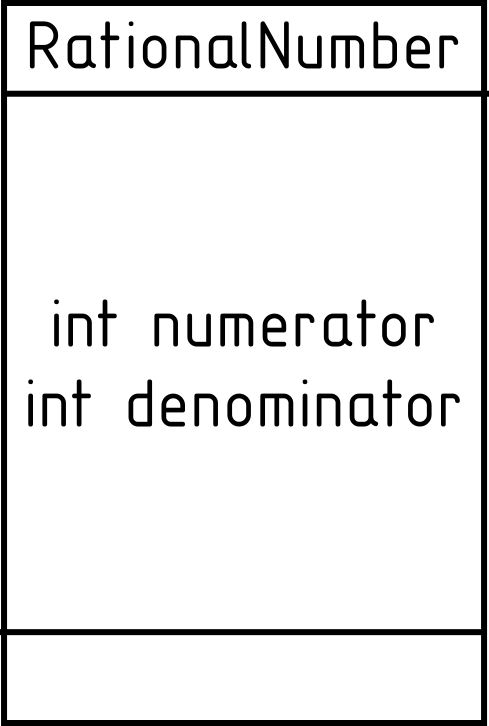 RationalNumber
int numerator
int denominator